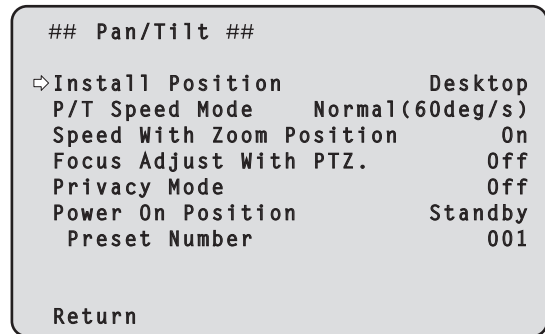 ## Pan/Tilt ##
⇨Install Position Desktop
P/T Speed Mode Normal(60deg/s)
Speed With Zoom Position On
Focus Adjust With PTZ. Off
Privacy Mode Off
Power On Position Standby
Preset Number 001
Return